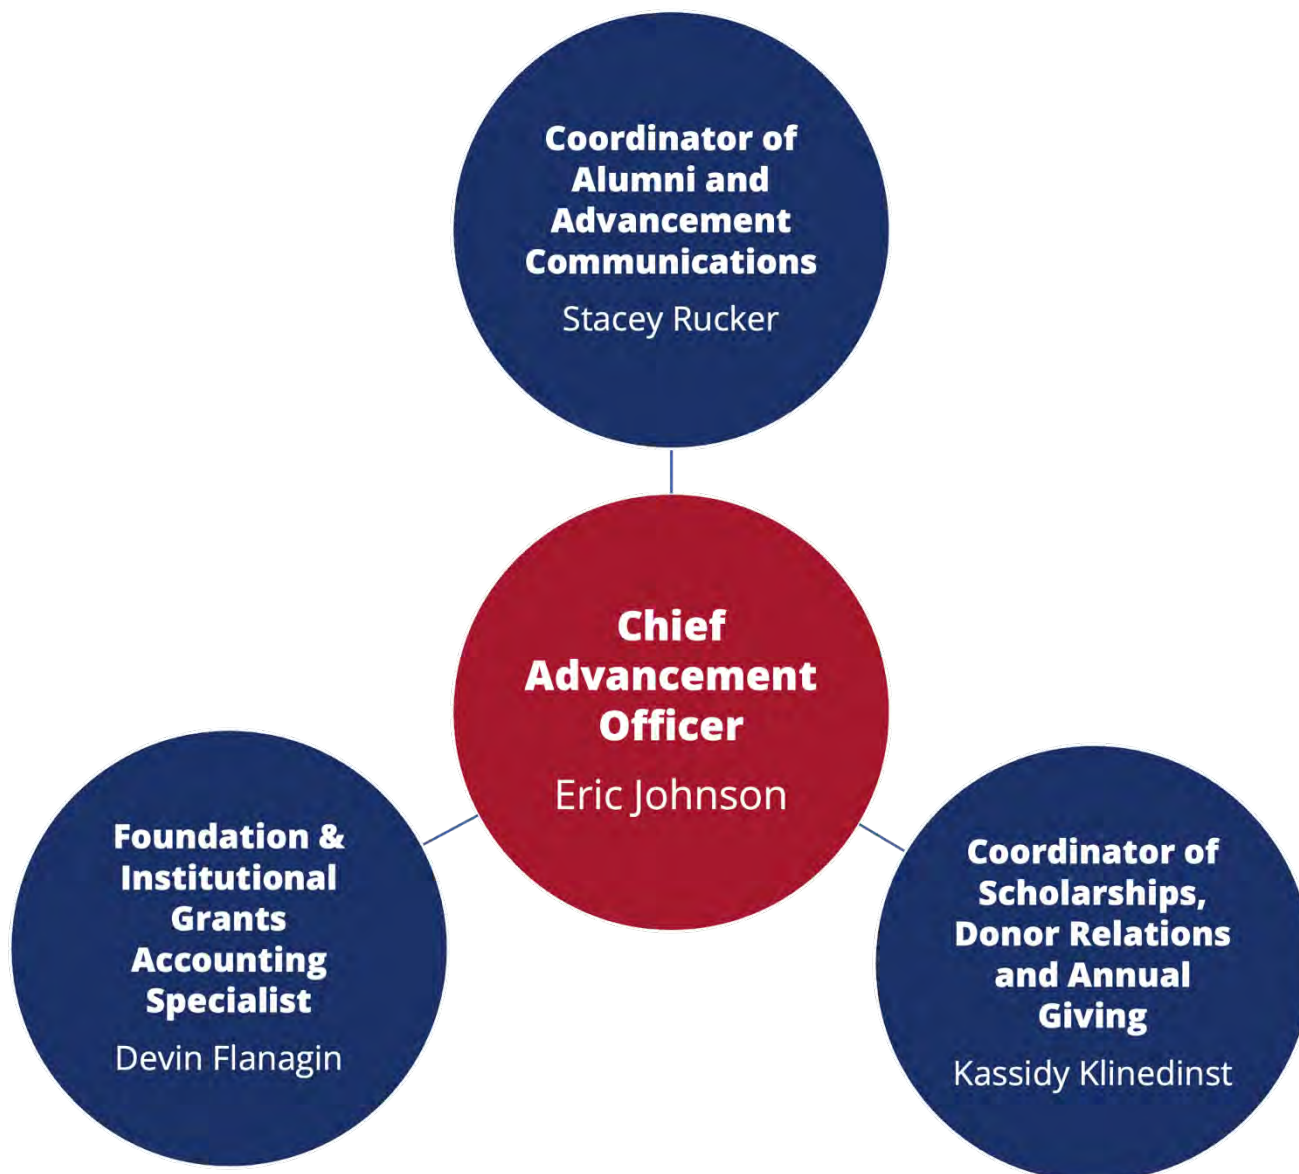 Coordinator of
Alumni and
Advancement
Communications
Stacey Rucker
Chief
Advancement
Officer
Eric Johnson
Foundation &
Institutional
Grants
Accounting
Specialist
Devin Flanagin
Coordinator of
Scholarships,
Donor Relations
and Annual
Giving
Kassidy Klinedinst